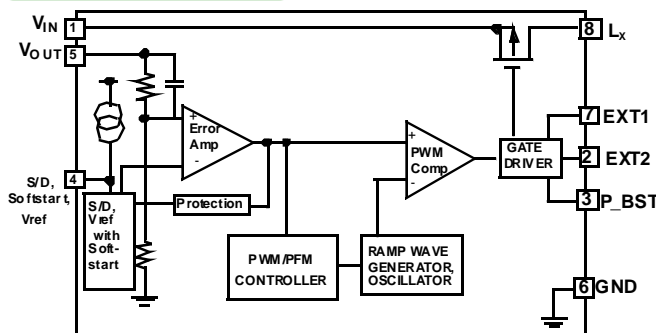 VIN 1
VOUT 5
8 Lx
7 EXT1
2 EXT2
3 P_BST
6 GND
+
Error
Amp
-
+
PWM
Comp
-
GATE
DRIVER
4
S/D,
Softstart,
Vref
S/D,
Vref
with
Soft-
start
Protection
PWM/PFM
CONTROLLER
RAMP WAVE
GENERATOR,
OSCILLATOR